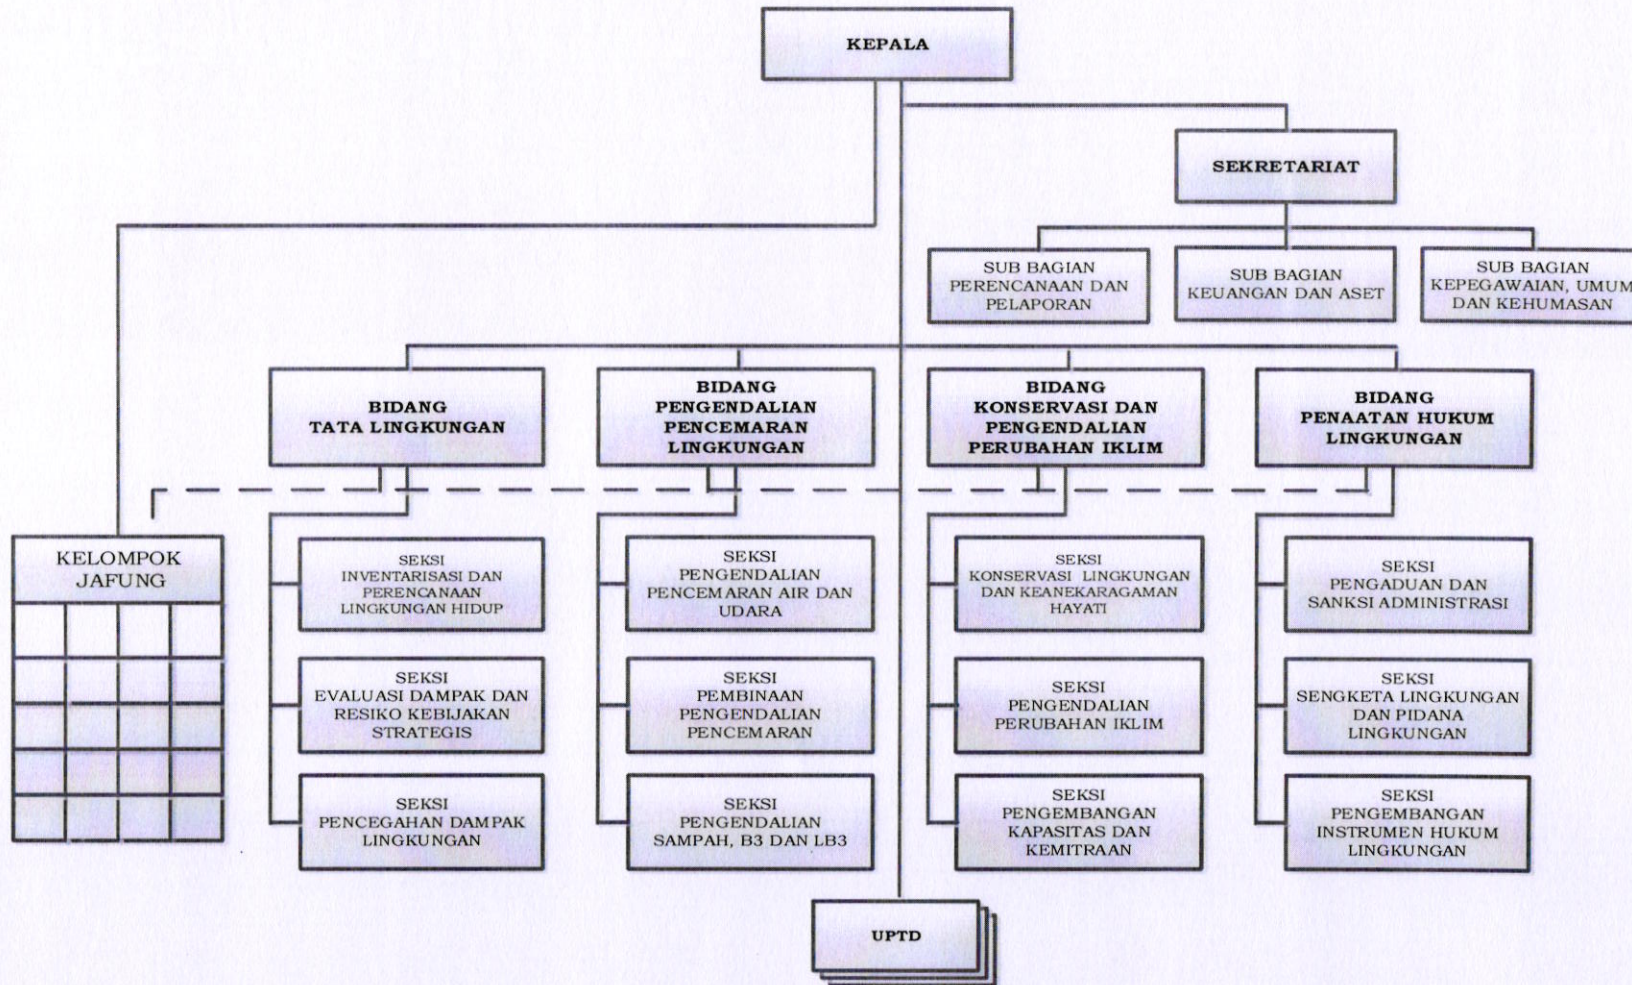 KEPALA
SEKRETARIAT
SUB BAGIAN
PERENCANAAN DAN
PELAPORAN
SUB BAGIAN
KEUANGAN DAN ASET
SUB BAGIAN
KEPEGAWAIAN, UMUM
DAN KEHUMASAN
BIDANG
TATA LINGKUNGAN
BIDANG
PENGENDALIAN
PENCEMARAN
LINGKUNGAN
BIDANG
KONSERVASI DAN
PENGENDALIAN
PERUBAHAN IKLIM
BIDANG
PENAATAN HUKUM
LINGKUNGAN
KELOMPOK
JAFUNG
SEKSI
INVENTARISASI DAN
PERENCANAAN
LINGKUNGAN HIDUP
SEKSI
EVALUASI DAMPAK DAN
RESIKO KEBIJAKAN
STRATEGIS
SEKSI
PENCEGAHAN DAMPAK
LINGKUNGAN
SEKSI
PENGENDALIAN
PENCEMARAN AIR DAN
UDARA
SEKSI
PEMBINAAN
PENGENDALIAN
PENCEMARAN
SEKSI
PENGENDALIAN
SAMPAH, B3 DAN LB3
SEKSI
KONSERVASI LINGKUNGAN
DAN KEANEKARAGAMAN
HAYATI
SEKSI
PENGENDALIAN
PERUBAHAN IKLIM
SEKSI
PENGEMBANGAN
KAPASITAS DAN
KEMITRAAN
SEKSI
PENGADUAN DAN
SANKSI ADMINISTRASI
SEKSI
SENGKETA LINGKUNGAN
DAN PIDANA
LINGKUNGAN
SEKSI
PENGEMBANGAN
INSTRUMEN HUKUM
LINGKUNGAN
UPTD